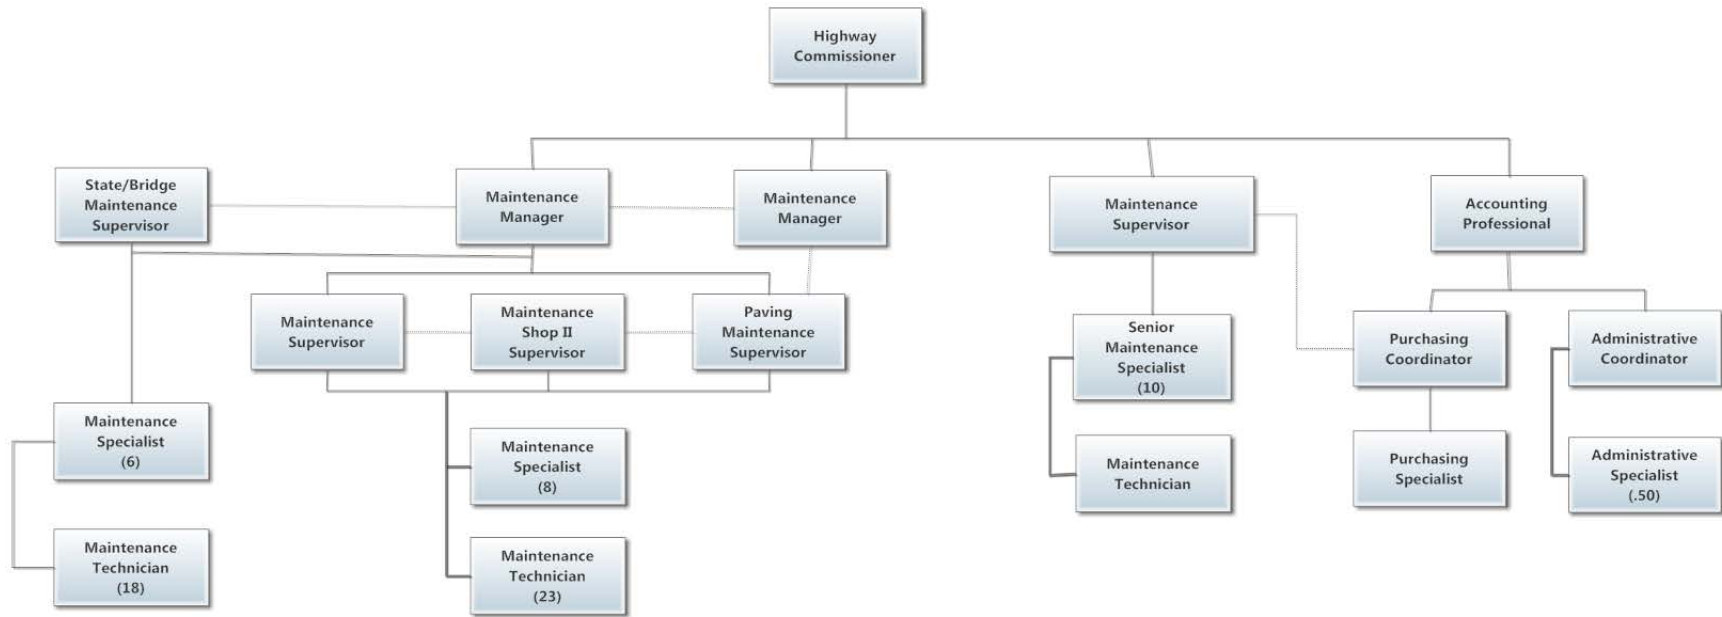 Highway
Commissioner
State/Bridge
Maintenance
Supervisor
Maintenance
Manager
Maintenance
Manager
Maintenance
Supervisor
Accounting
Professional
Maintenance
Supervisor
Maintenance
Shop II
Supervisor
Paving
Maintenance
Supervisor
Senior
Maintenance
Specialist
(10)
Purchasing
Coordinator
Administrative
Coordinator
Maintenance
Specialist
(6)
Maintenance
Specialist
(8)
Maintenance
Technician
Purchasing
Specialist
Administrative
Specialist
(.50)
Maintenance
Technician
(18)
Maintenance
Technician
(23)